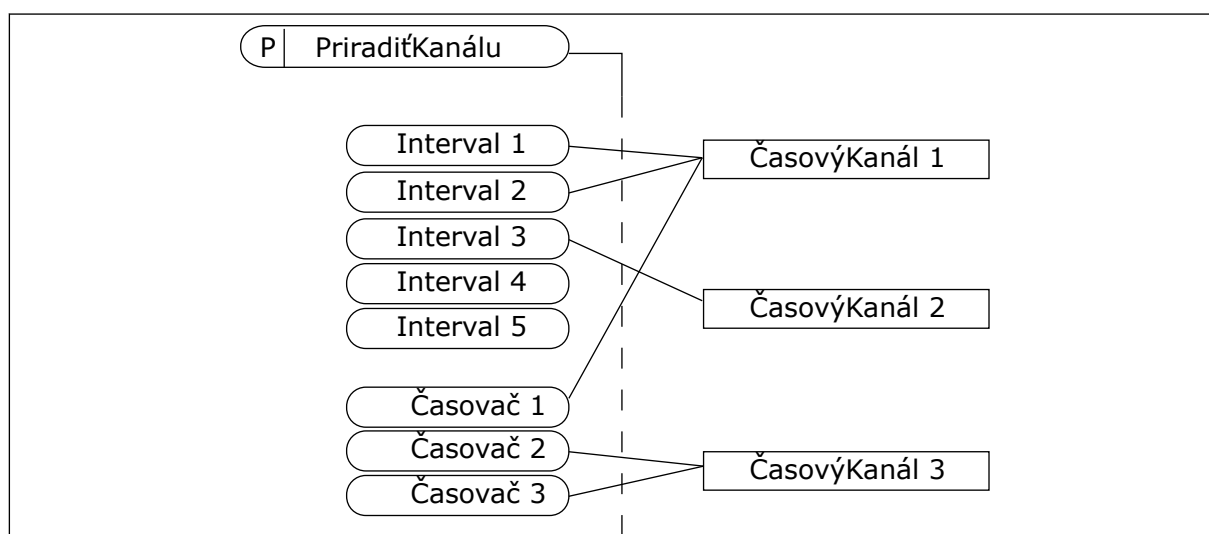 P PriradiťKanálu
Interval 1
ČasovýKanál 1
Interval 2
Interval 3
Interval 4
ČasovýKanál 2
Interval 5
Časovač 1
Časovač 2
ČasovýKanál 3
Časovač 3